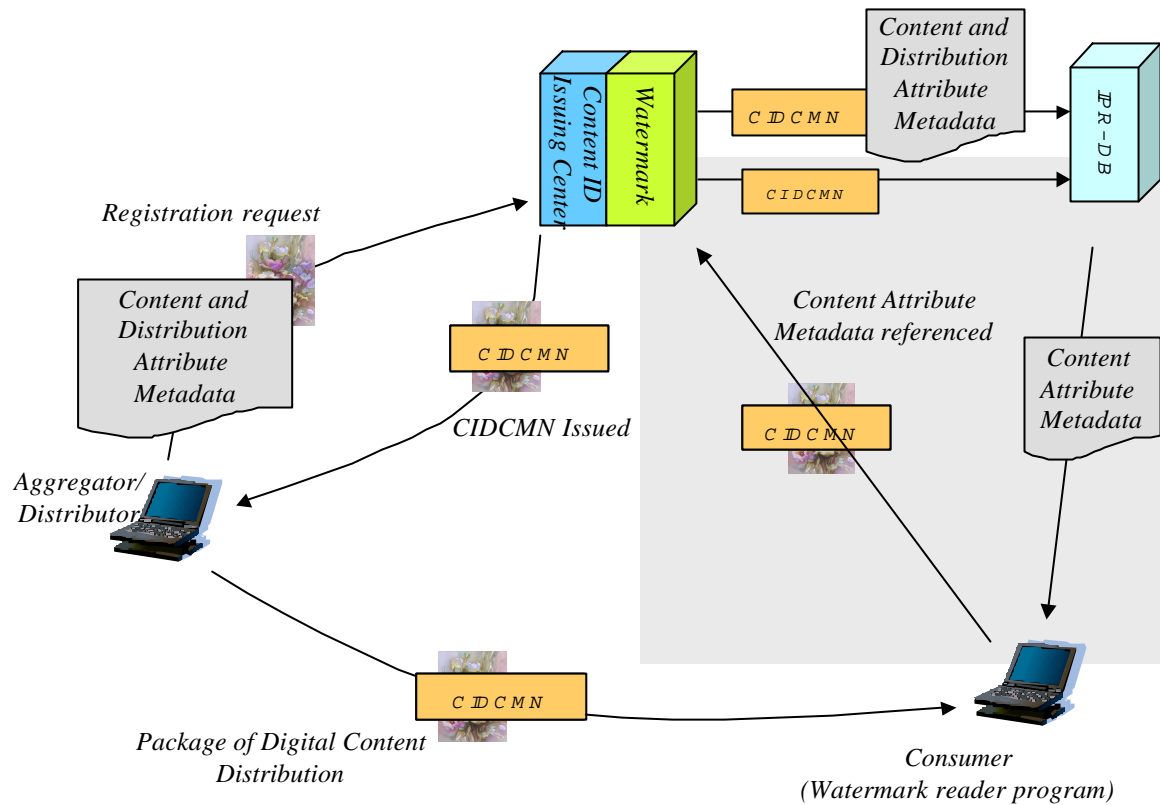 Content and
Distribution
Attribute
Metadata
Content ID
Issuing Center
Watermark
CIDCMN
IPR-DB
CIDCMN
Registration request
Content and
Distribution
Attribute
Metadata
CIDCMN
CIDCMN Issued
Content Attribute
Metadata referenced
CIDCMN
Content
Attribute
Metadata
Aggregator/
Distributor
CIDCMN
Package of Digital Content
Distribution
Consumer
(Watermark reader program)